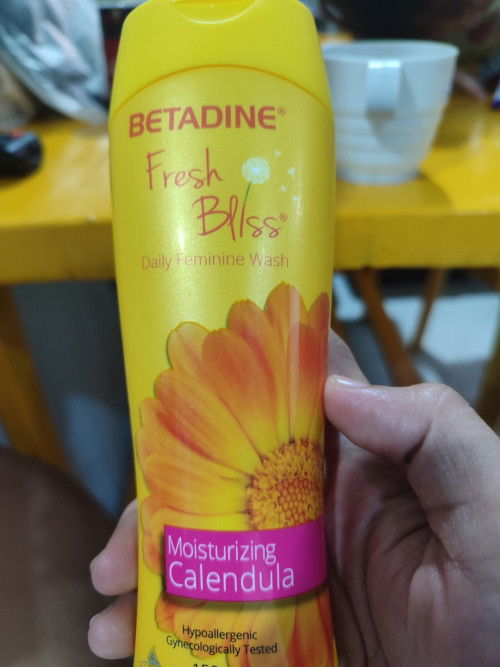 BETADINE®
Fresh
Bliss®
Daily Feminine Wash
Moisturizing
Calendula
Hypoallergenic
Gynecologically Tested